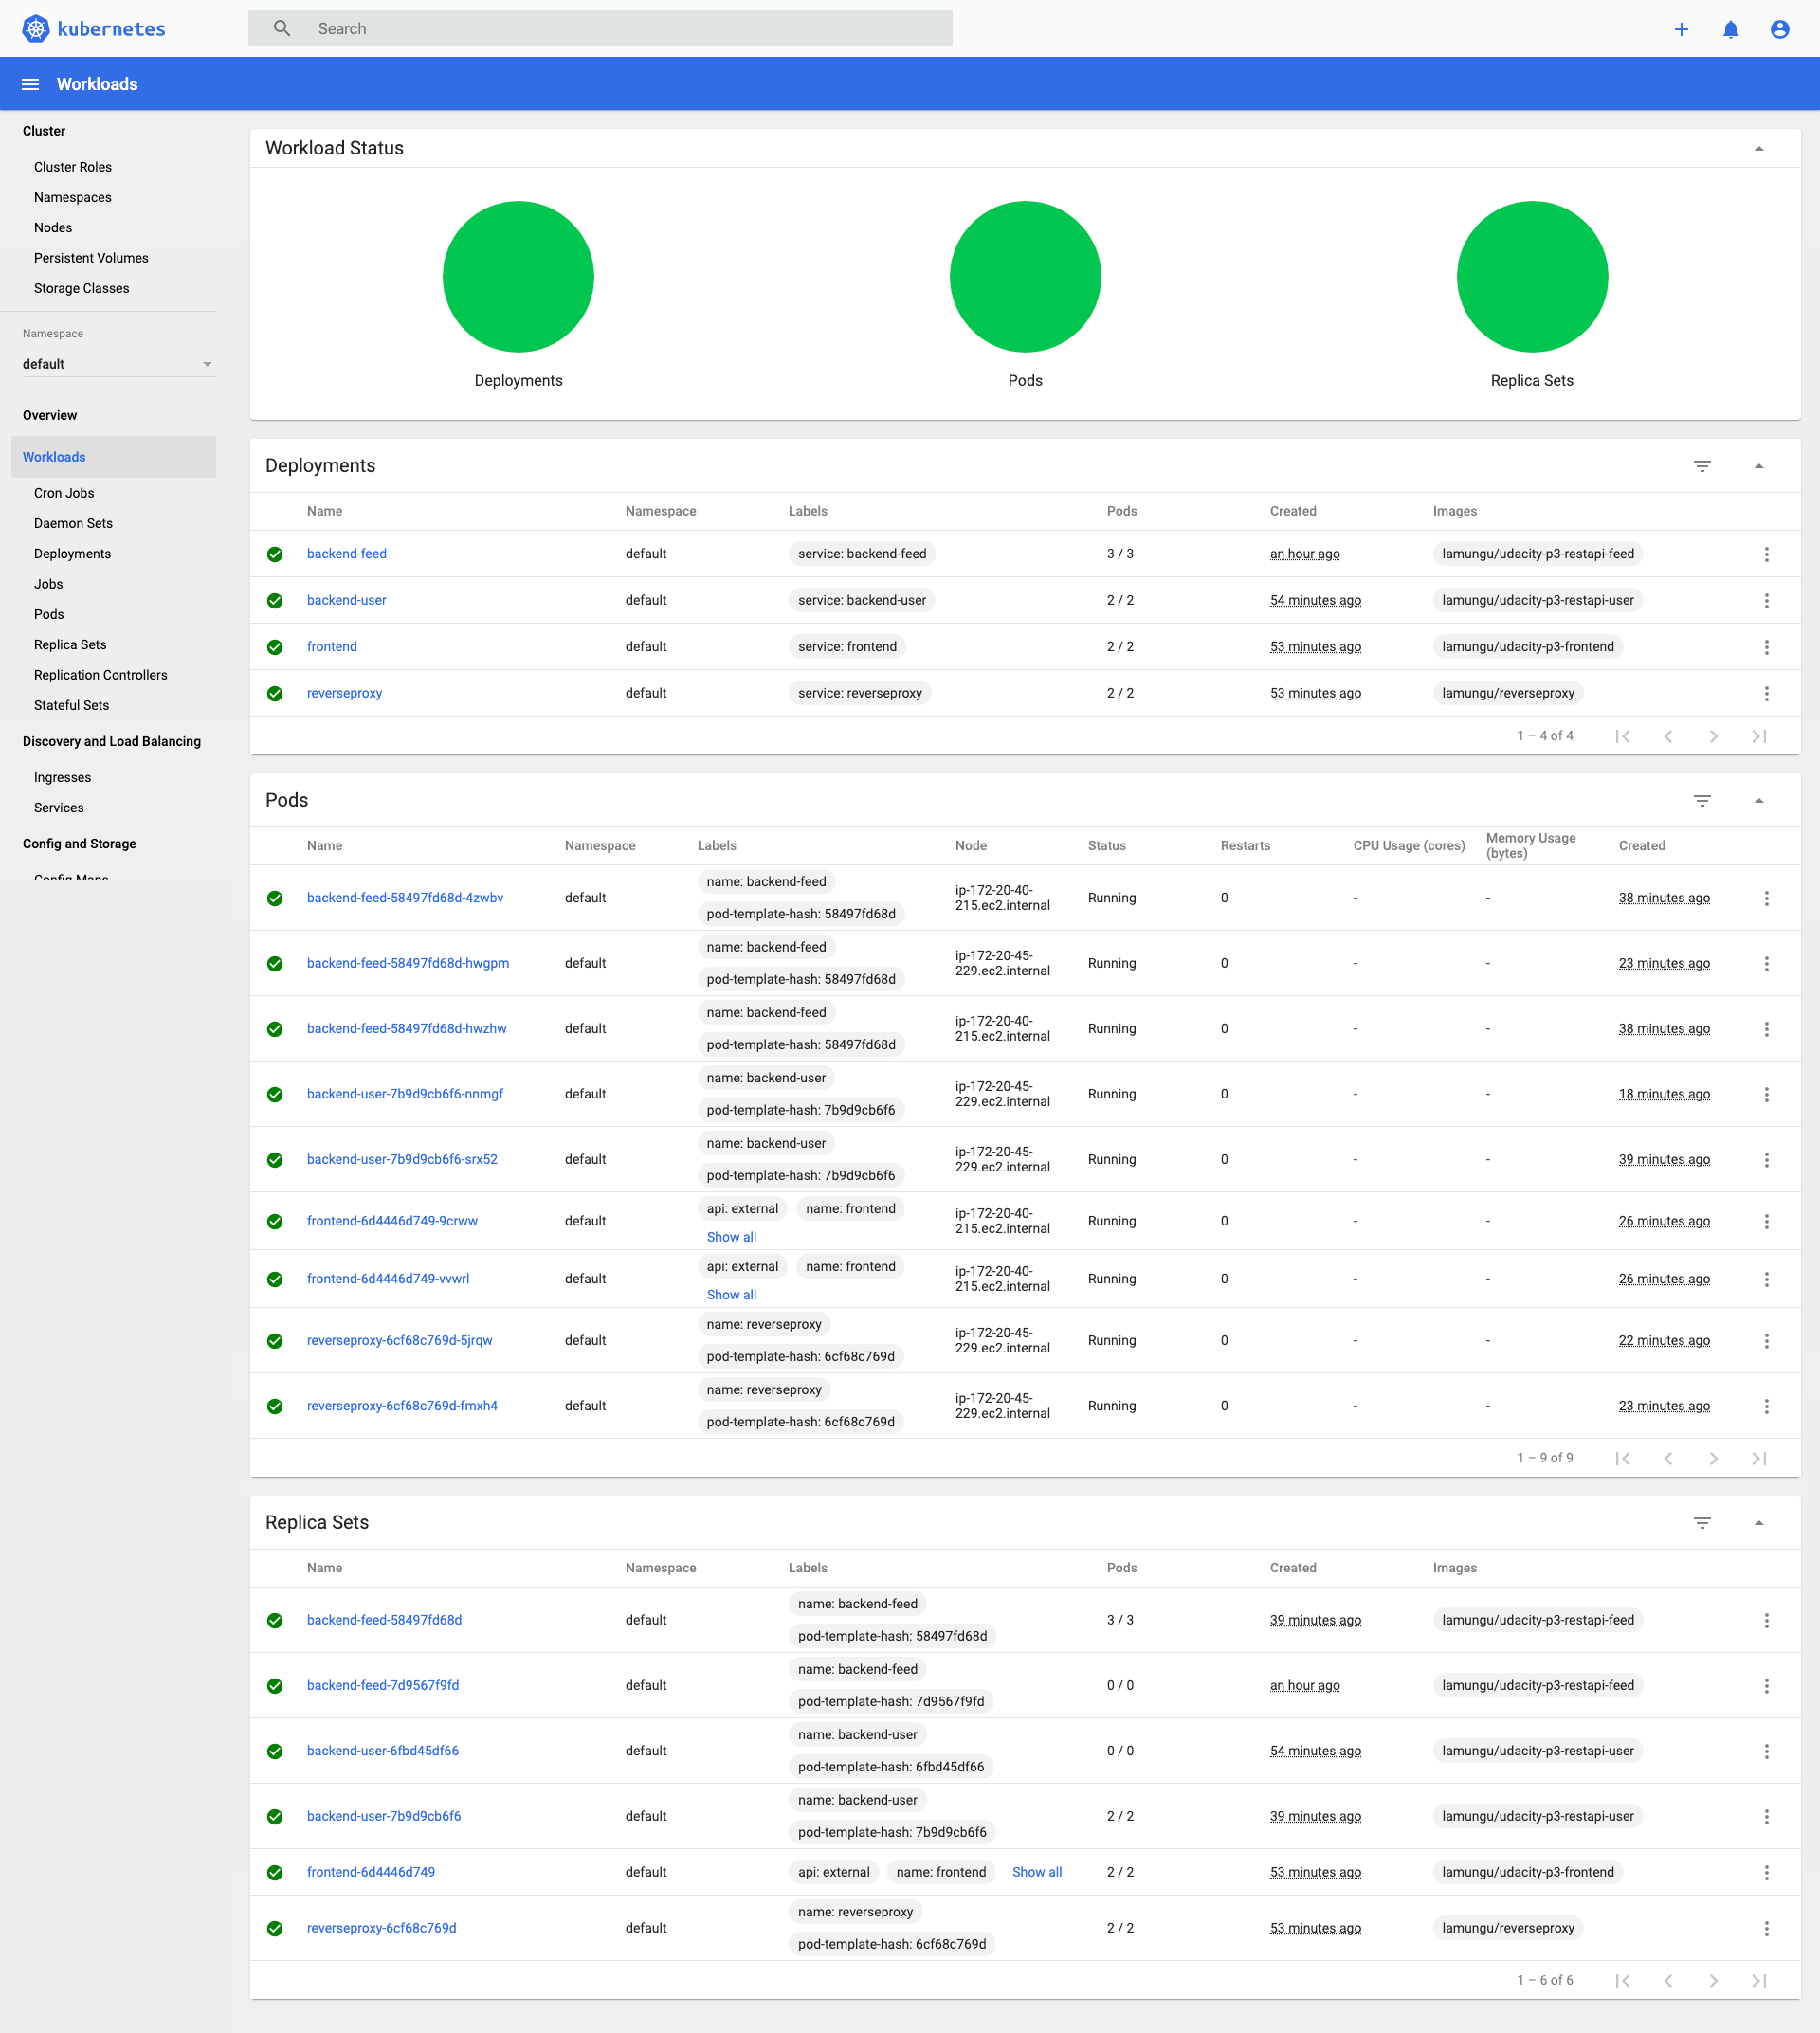 kubernetes
Search
Workloads
Cluster
Cluster Roles
Namespaces
Nodes
Persistent Volumes
Storage Classes
Namespace
default
Overview
Workloads
Cron Jobs
Daemon Sets
Deployments
Jobs
Pods
Replica Sets
Replication Controllers
Stateful Sets
Discovery and Load Balancing
Ingresses
Services
Config and Storage
Config Maps
Workload Status
Deployments Pods Replica Sets
Deployments
Name Namespace Labels Pods Created Images
backend-feed default service: backend-feed 3 / 3 an hour ago lamungu/udacity-p3-restapi-feed
backend-user default service: backend-user 2 / 2 54 minutes ago lamungu/udacity-p3-restapi-user
frontend default service: frontend 2 / 2 53 minutes ago lamungu/udacity-p3-frontend
reverseproxy default service: reverseproxy 2 / 2 53 minutes ago lamungu/reverseproxy
1 – 4 of 4
Pods
Name Namespace Labels Node Status Restarts CPU Usage (cores) Memory Usage (bytes) Created
backend-feed-58497fd68d-4zwbv default name: backend-feed pod-template-hash: 58497fd68d ip-172-20-40-215.ec2.internal Running 0 - - 38 minutes ago
backend-feed-58497fd68d-hwgpm default name: backend-feed pod-template-hash: 58497fd68d ip-172-20-45-229.ec2.internal Running 0 - - 23 minutes ago
backend-feed-58497fd68d-hwzhw default name: backend-feed pod-template-hash: 58497fd68d ip-172-20-40-215.ec2.internal Running 0 - - 38 minutes ago
backend-user-7b9d9cb6f6-nnmgf default name: backend-user pod-template-hash: 7b9d9cb6f6 ip-172-20-45-229.ec2.internal Running 0 - - 18 minutes ago
backend-user-7b9d9cb6f6-srx52 default name: backend-user pod-template-hash: 7b9d9cb6f6 ip-172-20-45-229.ec2.internal Running 0 - - 39 minutes ago
frontend-6d4446d749-9crww default api: external name: frontend Show all ip-172-20-40-215.ec2.internal Running 0 - - 26 minutes ago
frontend-6d4446d749-vvwrl default api: external name: frontend Show all ip-172-20-40-215.ec2.internal Running 0 - - 26 minutes ago
reverseproxy-6cf68c769d-5jrqw default name: reverseproxy pod-template-hash: 6cf68c769d ip-172-20-45-229.ec2.internal Running 0 - - 22 minutes ago
reverseproxy-6cf68c769d-fmxh4 default name: reverseproxy pod-template-hash: 6cf68c769d ip-172-20-45-229.ec2.internal Running 0 - - 23 minutes ago
1 – 9 of 9
Replica Sets
Name Namespace Labels Pods Created Images
backend-feed-58497fd68d default name: backend-feed pod-template-hash: 58497fd68d 3 / 3 39 minutes ago lamungu/udacity-p3-restapi-feed
backend-feed-7d9567f9fd default name: backend-feed pod-template-hash: 7d9567f9fd 0 / 0 an hour ago lamungu/udacity-p3-restapi-feed
backend-user-6fbd45df66 default name: backend-user pod-template-hash: 6fbd45df66 0 / 0 54 minutes ago lamungu/udacity-p3-restapi-user
backend-user-7b9d9cb6f6 default name: backend-user pod-template-hash: 7b9d9cb6f6 2 / 2 39 minutes ago lamungu/udacity-p3-restapi-user
frontend-6d4446d749 default api: external name: frontend Show all 2 / 2 53 minutes ago lamungu/udacity-p3-frontend
reverseproxy-6cf68c769d default name: reverseproxy pod-template-hash: 6cf68c769d 2 / 2 53 minutes ago lamungu/reverseproxy
1 – 6 of 6